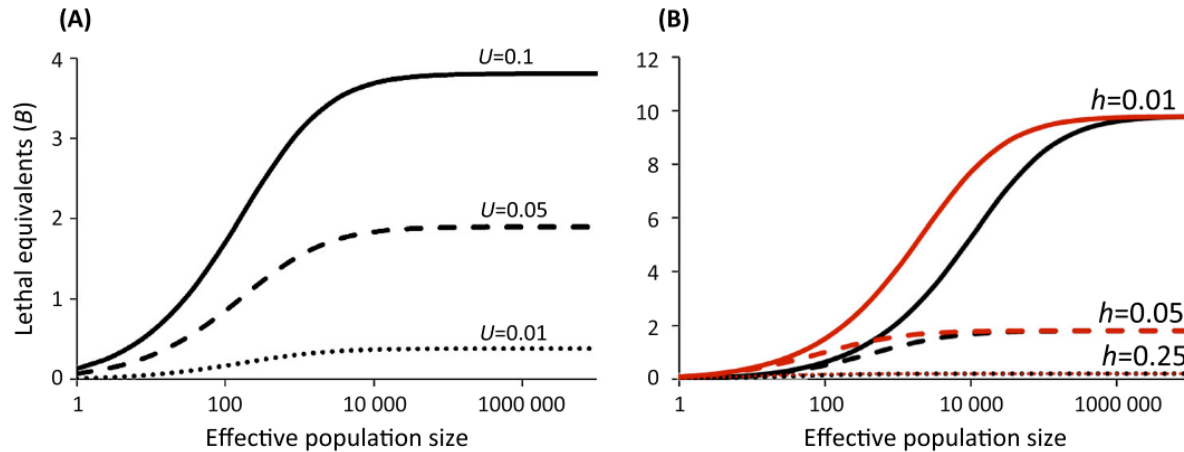 (A)
4
3
2
1
0
Lethal equivalents (B)
U=0.1
U=0.05
U=0.01
1
100
10 000
1000 000
Effective population size
(B)
12
10
8
6
4
2
0
h=0.01
h=0.05
h=0.25
1
100
10 000
1000 000
Effective population size